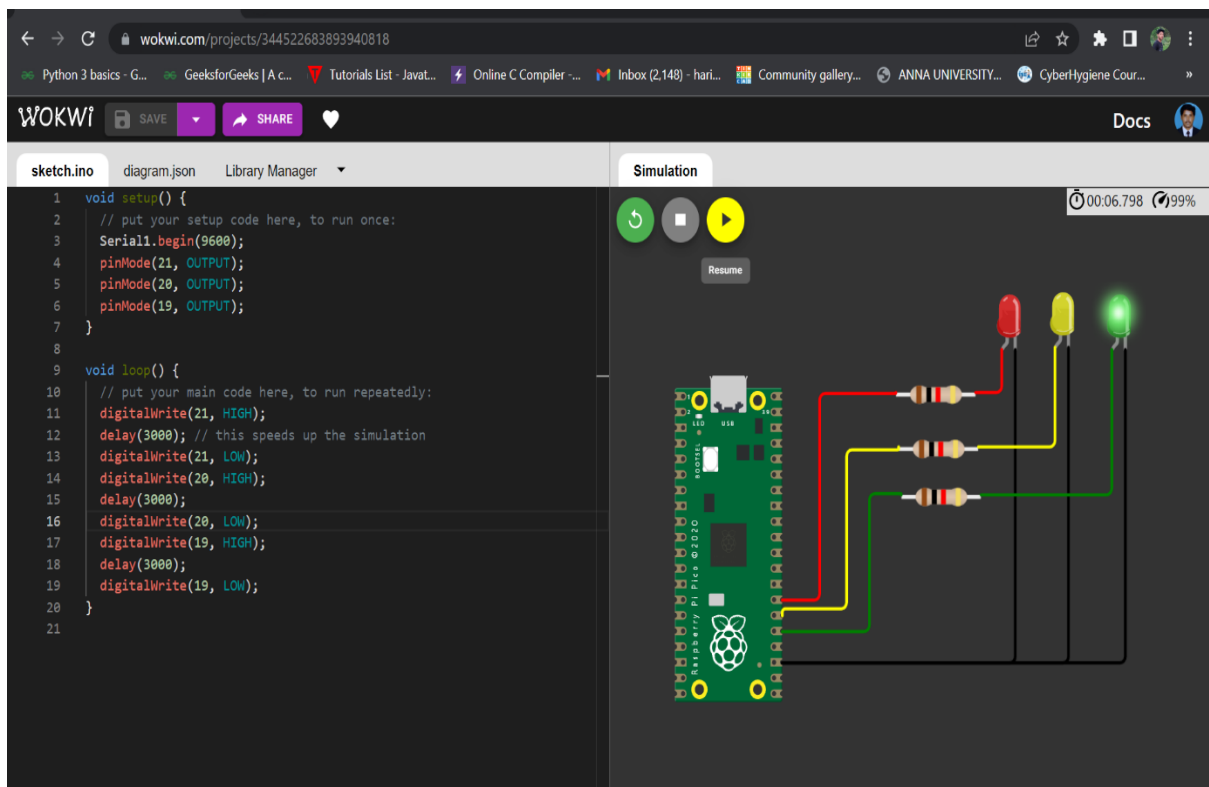 wokwi.com/projects/344522683893940818
Python 3 basics - G... GeeksforGeeks | A c... Tutorials List - Javat... Online C Compiler -... Inbox (2,148) - hari... Community gallery... ANNA UNIVERSITY... CyberHygiene Cour... »
WOKWi SAVE SHARE Docs
sketch.ino diagram.json Library Manager
1 void setup() {
2 // put your setup code here, to run once:
3 Serial1.begin(9600);
4 pinMode(21, OUTPUT);
5 pinMode(20, OUTPUT);
6 pinMode(19, OUTPUT);
7 }
8
9 void loop() {
10 // put your main code here, to run repeatedly:
11 digitalWrite(21, HIGH);
12 delay(3000); // this speeds up the simulation
13 digitalWrite(21, LOW);
14 digitalWrite(20, HIGH);
15 delay(3000);
16 digitalWrite(20, LOW);
17 digitalWrite(19, HIGH);
18 delay(3000);
19 digitalWrite(19, LOW);
20 }
21
Simulation
00:06.798 99%
Resume
1
2
39
LED USB
BOOTSEL
Raspberry Pi Pico ©2020